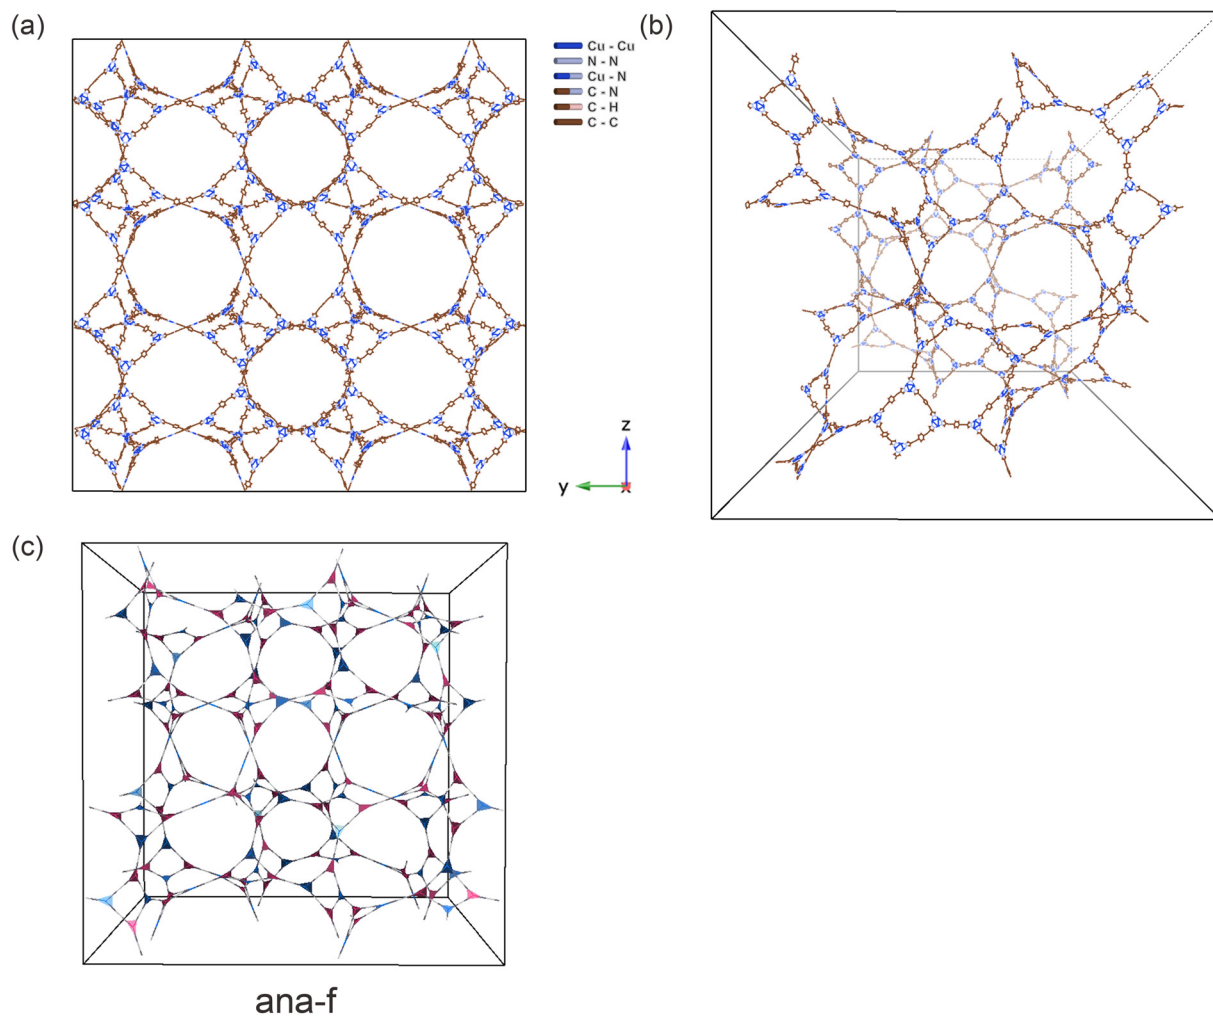 (a)
Cu - Cu
N - N
Cu - N
C - N
C - H
C - C
z
y
x
(b)
(c)
ana-f